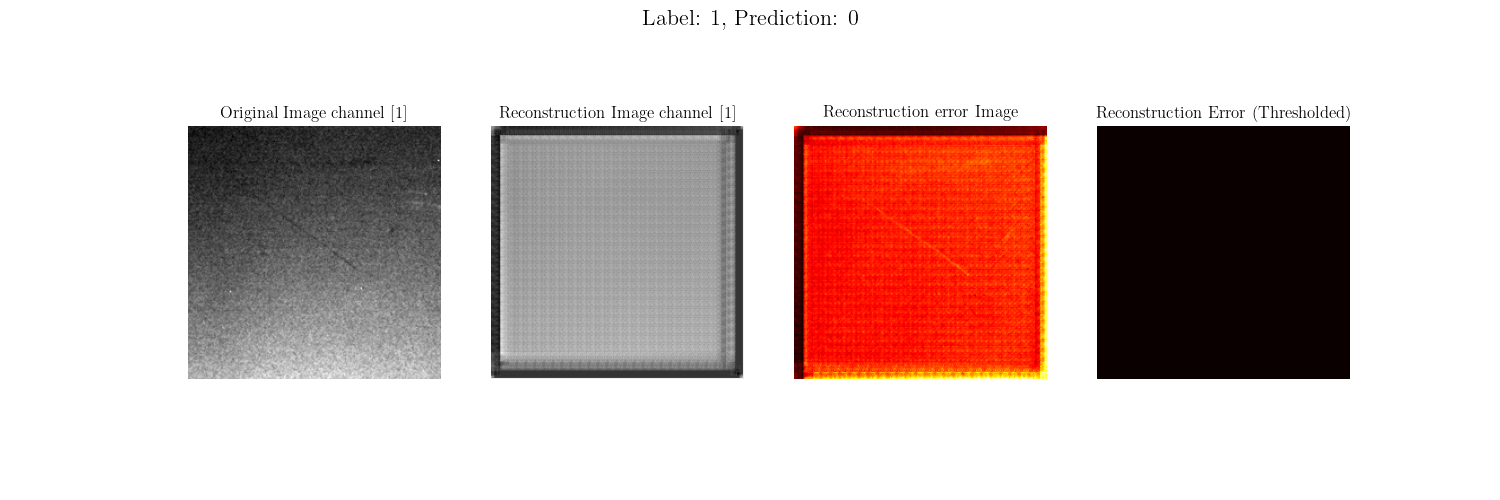 Label: 1, Prediction: 0
Original Image channel [1]
Reconstruction Image channel [1]
Reconstruction error Image
Reconstruction Error (Thresholded)